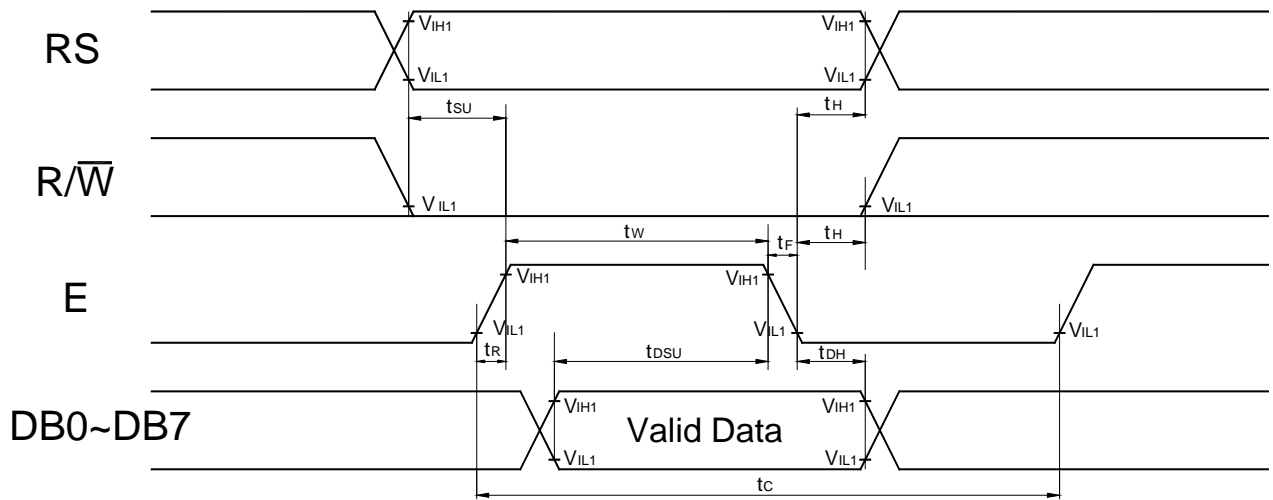 RS VIH1 VIH1
VIL1 VIL1
tSU tH
R/W̅ VIL1 VIL1
tW tF tH
E VIH1 VIH1
VIL1 VIL1 VIL1
tR tDSU tDH
DB0~DB7 VIH1 Valid Data VIH1
VIL1 VIL1
tC